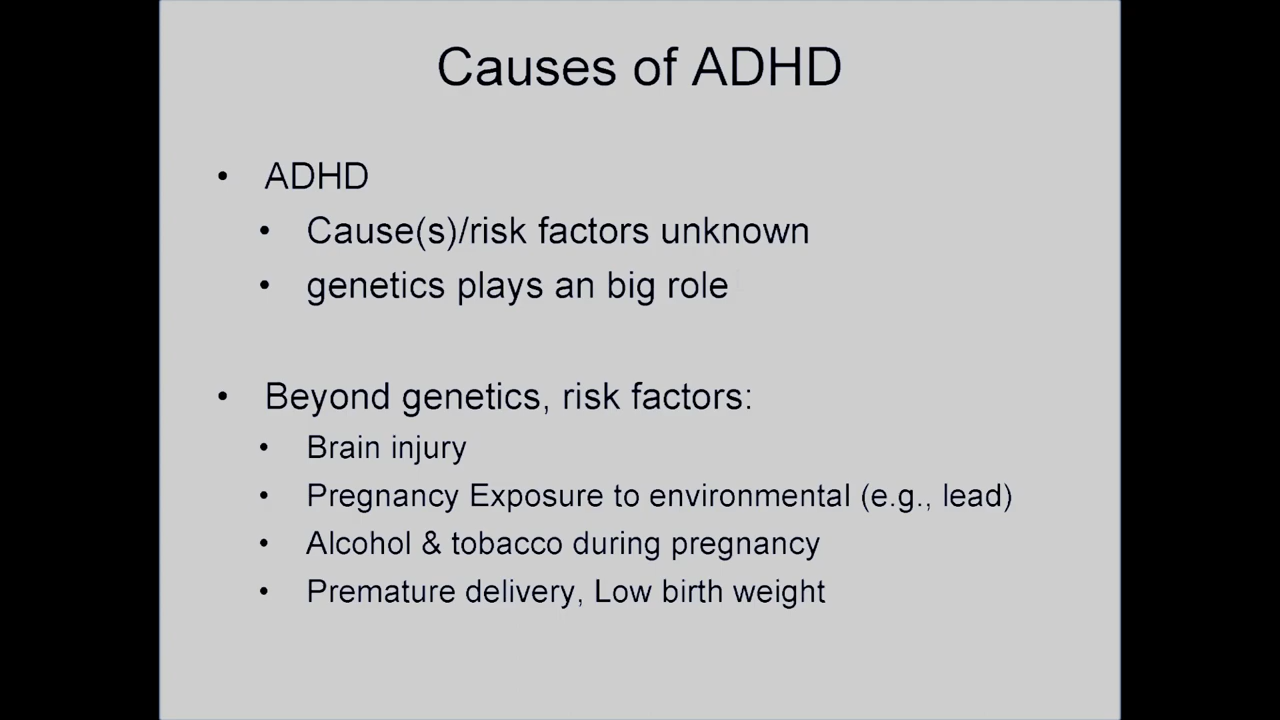 Causes of ADHD
• ADHD
• Cause(s)/risk factors unknown
• genetics plays an big role
• Beyond genetics, risk factors:
• Brain injury
• Pregnancy Exposure to environmental (e.g., lead)
• Alcohol & tobacco during pregnancy
• Premature delivery, Low birth weight